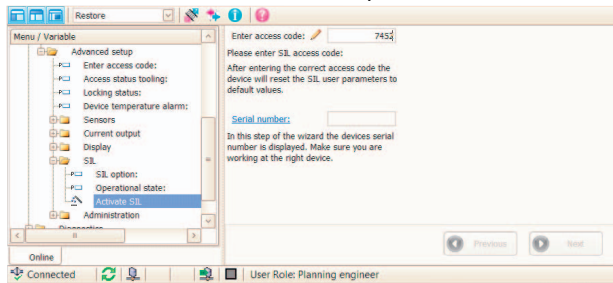 Restore
Menu / Variable
Advanced setup
Enter access code:
Access status tooling:
Locking status:
Device temperature alarm:
Sensors
Current output
Display
SIL
SIL option:
Operational state:
Activate SIL
Administration
Diagnostics
Online
Enter access code: 7452
Please enter SIL access code:
After entering the correct access code the
device will reset the SIL user parameters to
default values.
Serial number:
In this step of the wizard the devices serial
number is displayed. Make sure you are
working at the right device.
Previous
Next
Connected
User Role: Planning engineer